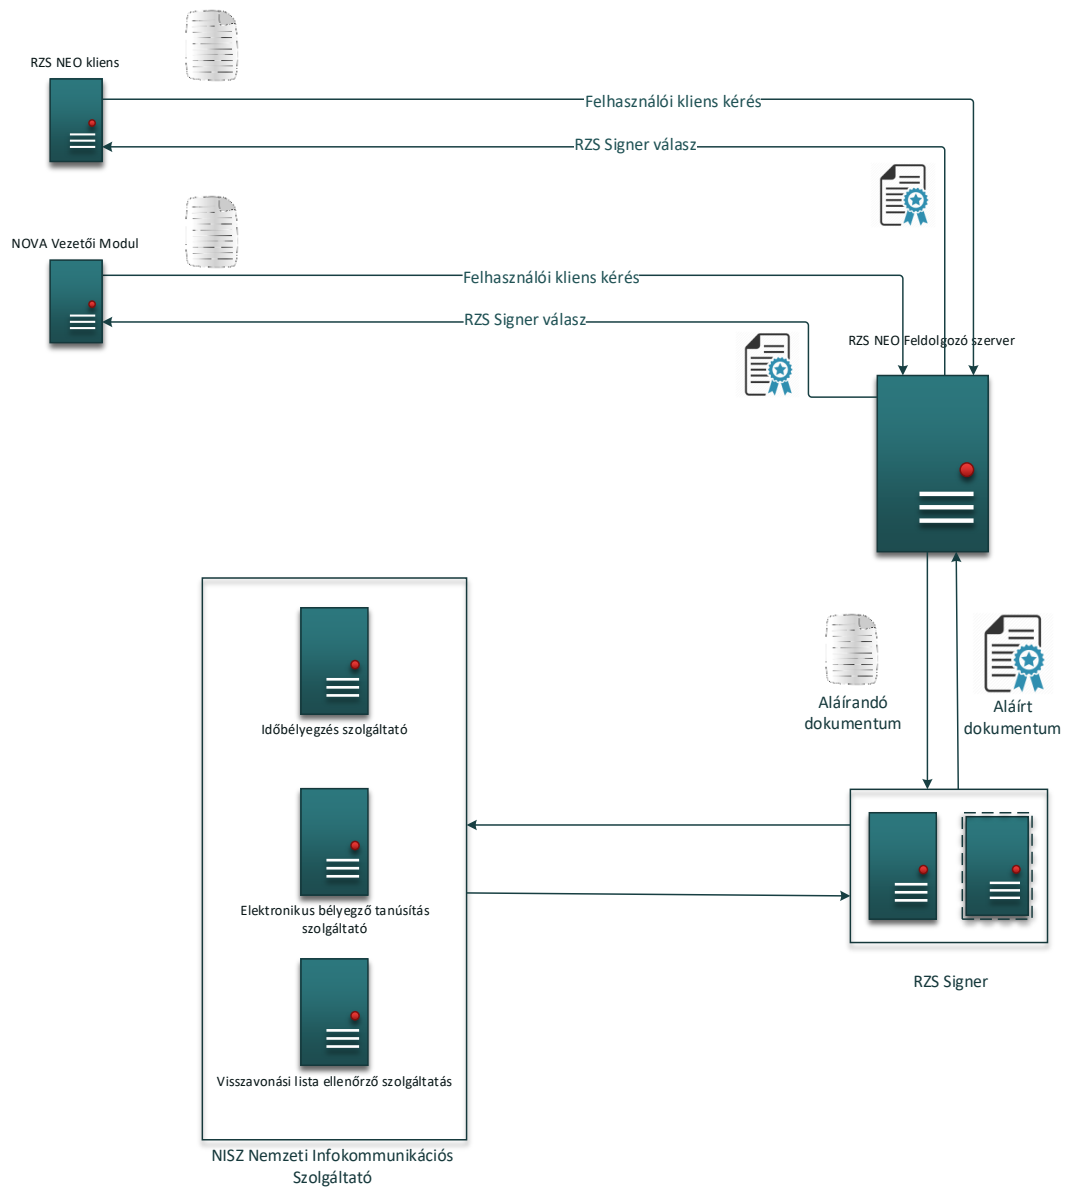 RZS NEO kliens
Felhasználói kliens kérés
RZS Signer válasz
NOVA Vezetői Modul
Felhasználói kliens kérés
RZS Signer válasz
RZS NEO Feldolgozó szerver
Aláírandó
dokumentum
Aláírt
dokumentum
Időbélyegzés szolgáltató
Elektronikus bélyegző tanúsítás
szolgáltató
RZS Signer
Visszavonási lista ellenőrző szolgáltatás
NISZ Nemzeti Infokommunikációs
Szolgáltató